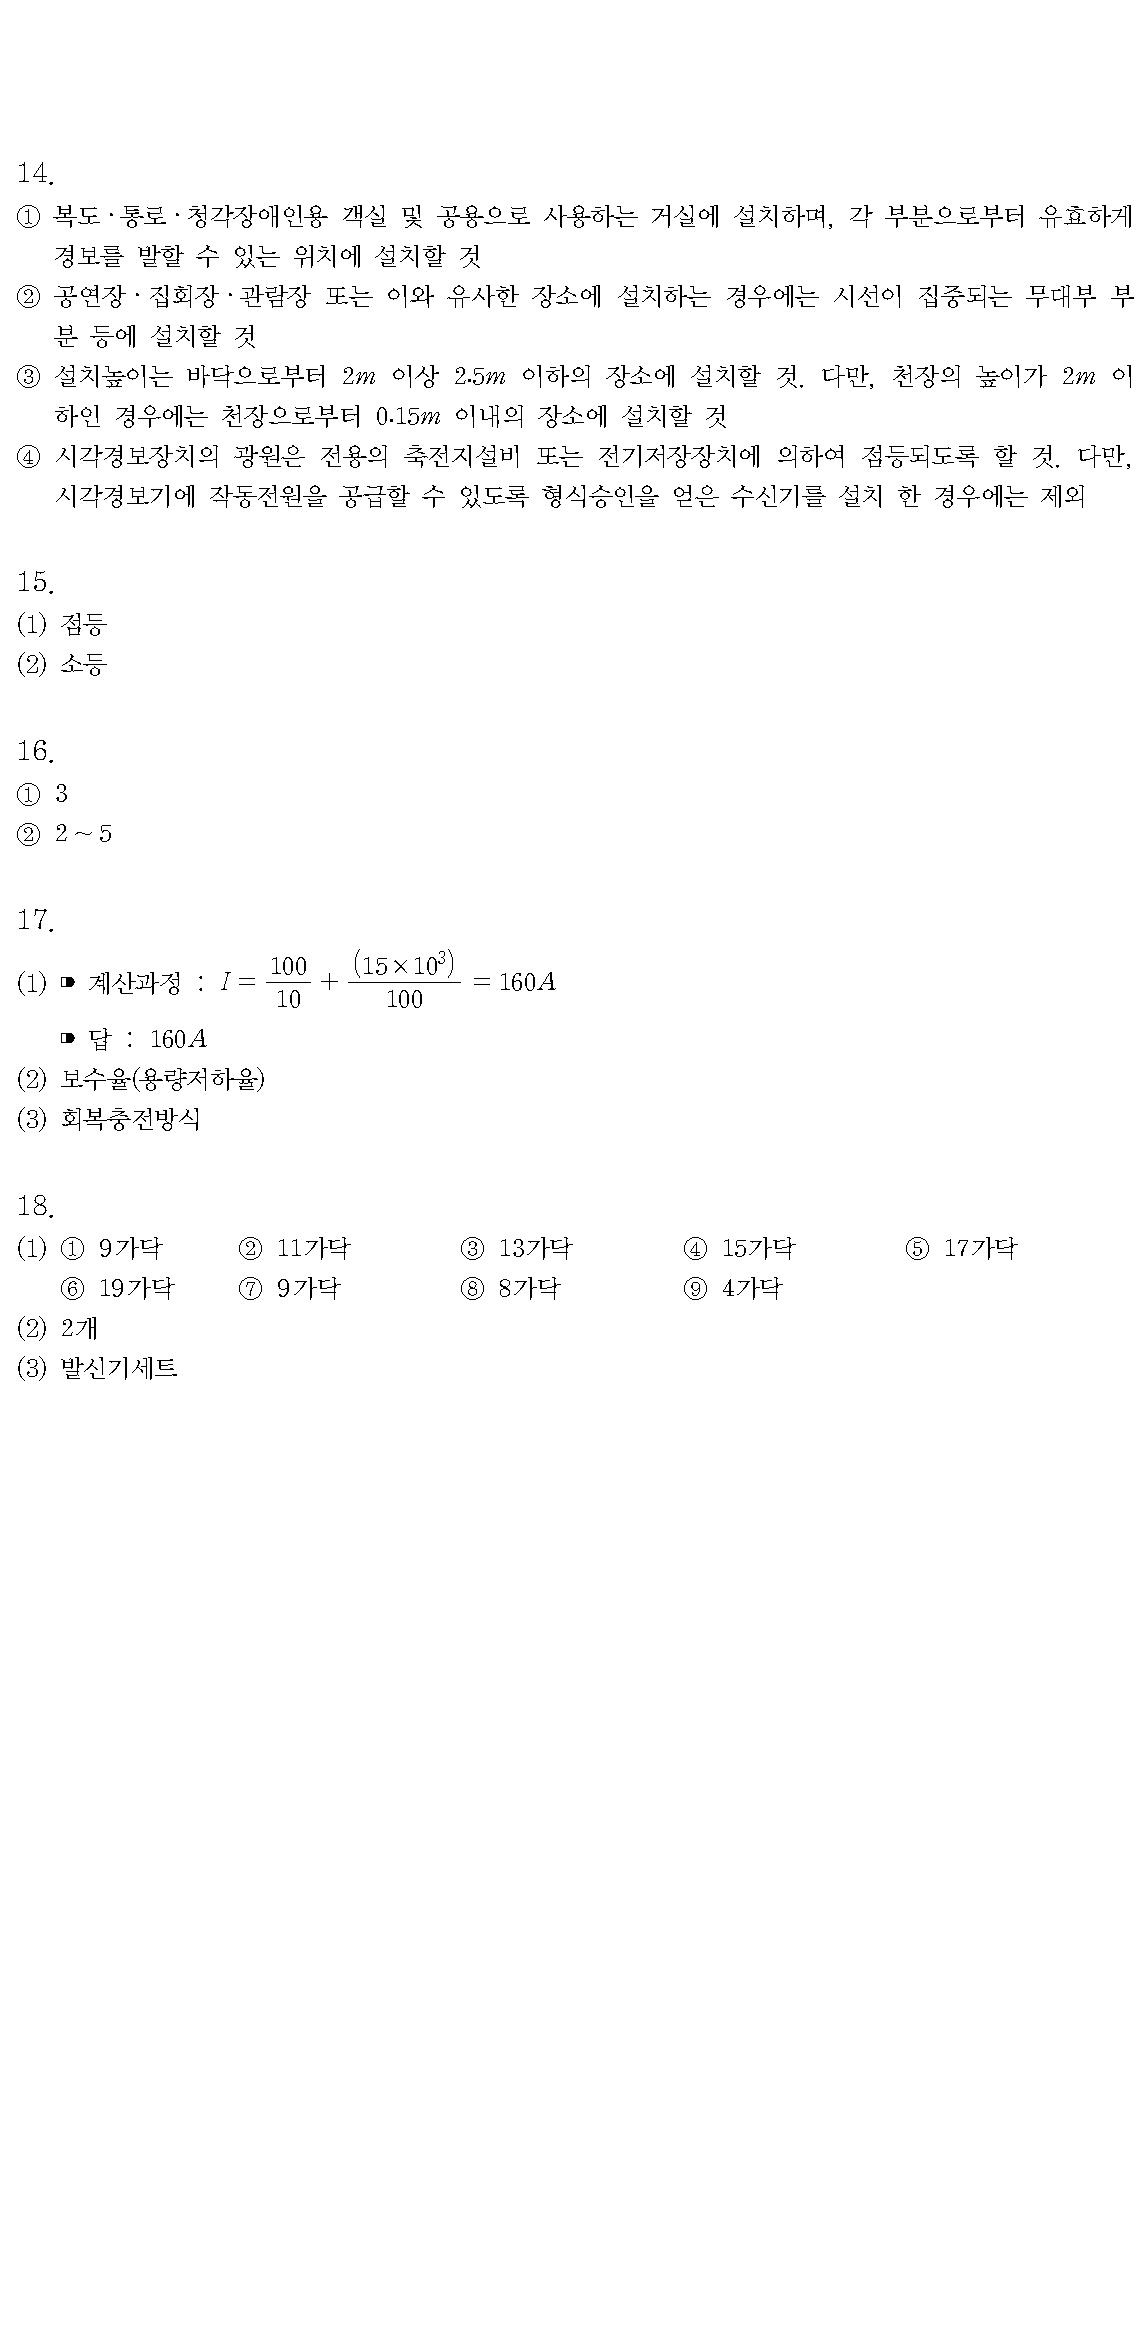 14.
① 복도·통로·청각장애인용 객실 및 공용으로 사용하는 거실에 설치하며, 각 부분으로부터 유효하게
경보를 발할 수 있는 위치에 설치할 것
② 공연장·집회장·관람장 또는 이와 유사한 장소에 설치하는 경우에는 시선이 집중되는 무대부 부
분 등에 설치할 것
③ 설치높이는 바닥으로부터 2m 이상 2.5m 이하의 장소에 설치할 것. 다만, 천장의 높이가 2m 이
하인 경우에는 천장으로부터 0.15m 이내의 장소에 설치할 것
④ 시각경보장치의 광원은 전용의 축전지설비 또는 전기저장장치에 의하여 점등되도록 할 것. 다만,
시각경보기에 작동전원을 공급할 수 있도록 형식승인을 얻은 수신기를 설치 한 경우에는 제외
15.
(1) 점등
(2) 소등
16.
① 3
② 2 ~ 5
17.
(1) ➠ 계산과정 : I = 100/10 + (15×10³)/100 = 160A
➠ 답 : 160A
(2) 보수율(용량저하율)
(3) 회복충전방식
18.
(1) ① 9가닥 ② 11가닥 ③ 13가닥 ④ 15가닥 ⑤ 17가닥
⑥ 19가닥 ⑦ 9가닥 ⑧ 8가닥 ⑨ 4가닥
(2) 2개
(3) 발신기세트